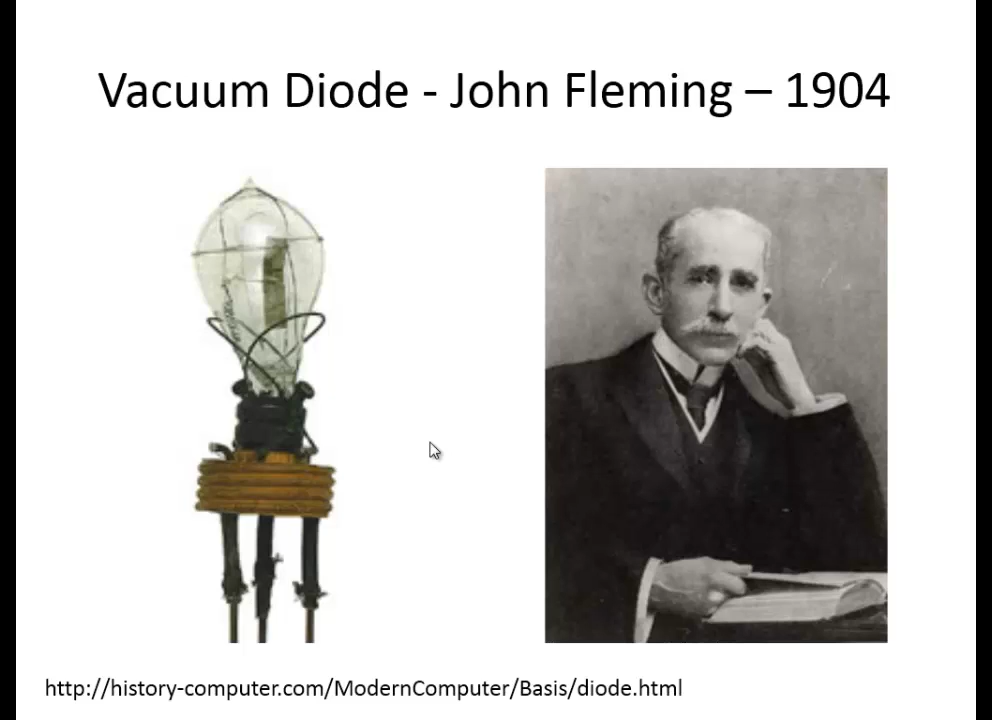 Vacuum Diode - John Fleming – 1904
http://history-computer.com/ModernComputer/Basis/diode.html